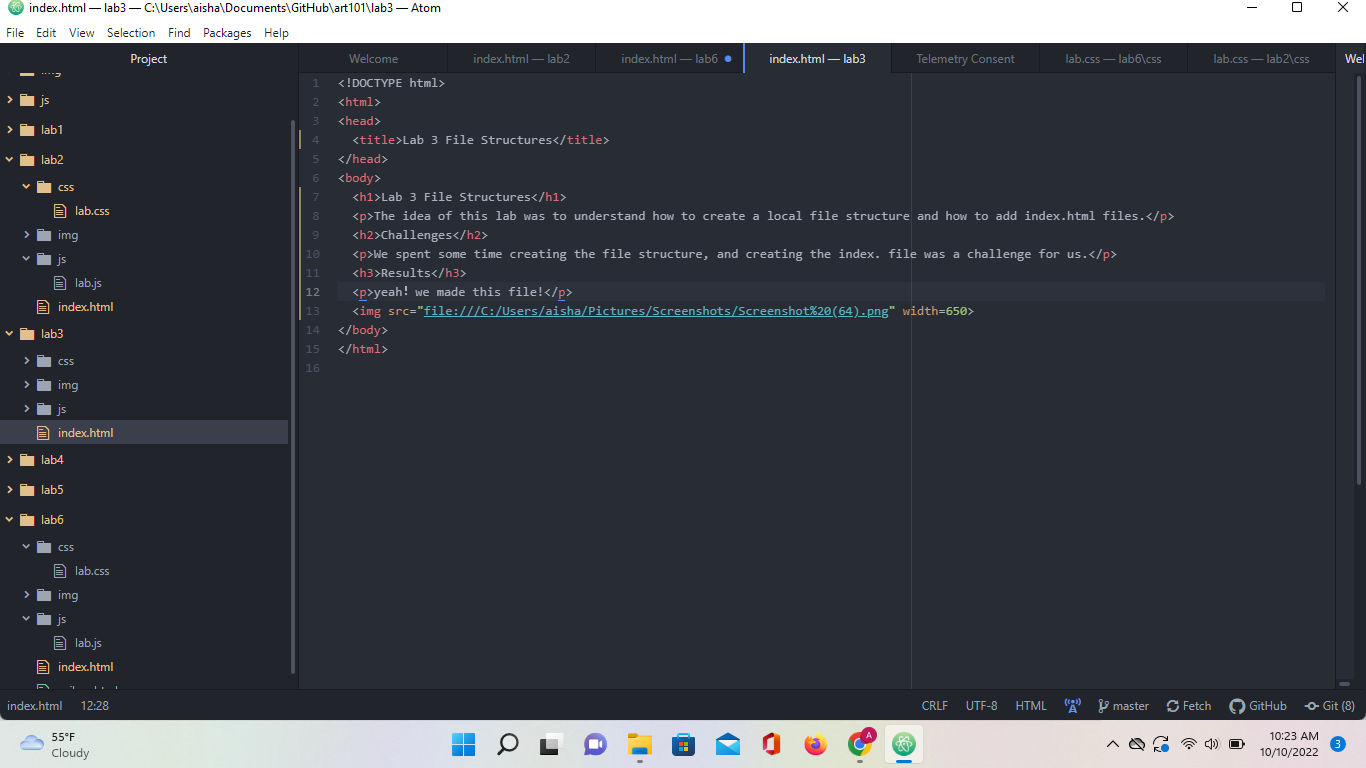 index.html — lab3 — C:\Users\aisha\Documents\GitHub\art101\lab3 — Atom
File Edit View Selection Find Packages Help
Project
js
lab1
lab2
css
lab.css
img
js
lab.js
index.html
lab3
css
img
js
index.html
lab4
lab5
lab6
css
lab.css
img
js
lab.js
index.html
Welcome index.html — lab2 index.html — lab6 index.html — lab3 Telemetry Consent lab.css — lab6\css lab.css — lab2\css Wel
1 <!DOCTYPE html>
2 <html>
3 <head>
4 <title>Lab 3 File Structures</title>
5 </head>
6 <body>
7 <h1>Lab 3 File Structures</h1>
8 <p>The idea of this lab was to understand how to create a local file structure and how to add index.html files.</p>
9 <h2>Challenges</h2>
10 <p>We spent some time creating the file structure, and creating the index. file was a challenge for us.</p>
11 <h3>Results</h3>
12 <p>yeah! we made this file!</p>
13 <img src="file:///C:/Users/aisha/Pictures/Screenshots/Screenshot%20(64).png" width=650>
14 </body>
15 </html>
16
index.html 12:28 CRLF UTF-8 HTML master Fetch GitHub Git (8)
55°F
Cloudy
A
10:23 AM
10/10/2022
3